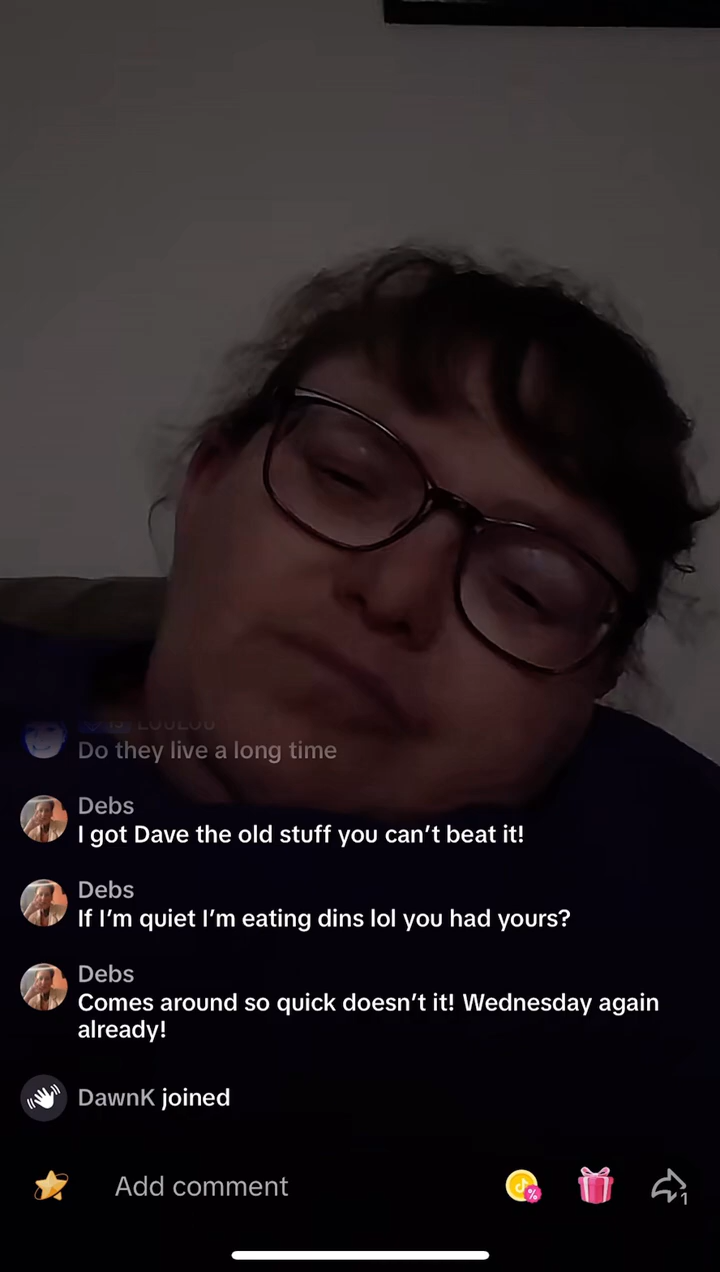 LOULOU
Do they live a long time
Debs
I got Dave the old stuff you can’t beat it!
Debs
If I’m quiet I’m eating dins lol you had yours?
Debs
Comes around so quick doesn’t it! Wednesday again
already!
DawnK joined
Add comment
%
1